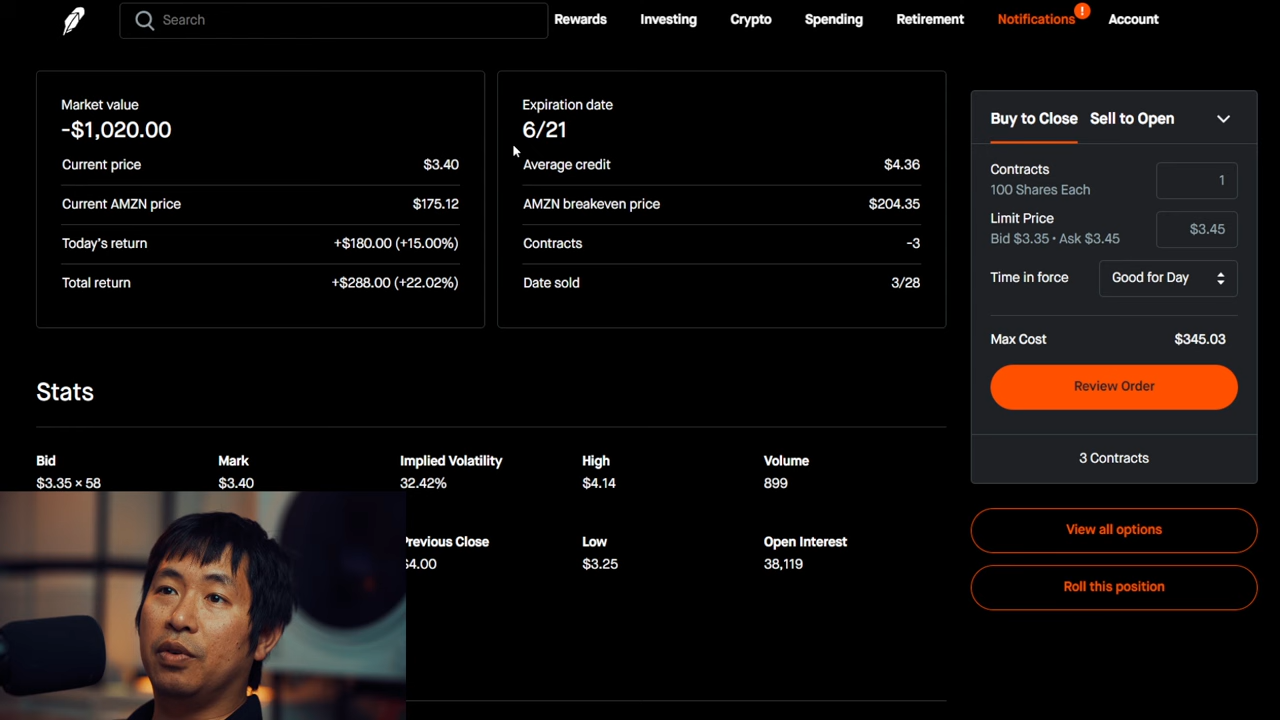 Search
Rewards
Investing
Crypto
Spending
Retirement
Notifications
!
Account
Market value
-$1,020.00
Current price $3.40
Current AMZN price $175.12
Today's return +$180.00 (+15.00%)
Total return +$288.00 (+22.02%)
Expiration date
6/21
Average credit $4.36
AMZN breakeven price $204.35
Contracts -3
Date sold 3/28
Buy to Close Sell to Open
Contracts
100 Shares Each
1
Limit Price
Bid $3.35 • Ask $3.45
$3.45
Time in force Good for Day
Max Cost $345.03
Review Order
3 Contracts
View all options
Roll this position
Stats
Bid
$3.35 × 58
Mark
$3.40
Implied Volatility
32.42%
High
$4.14
Volume
899
Previous Close
$4.00
Low
$3.25
Open Interest
38,119